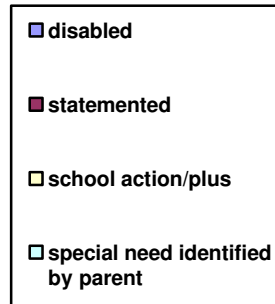 disabled
statemented
school action/plus
special need identified
by parent